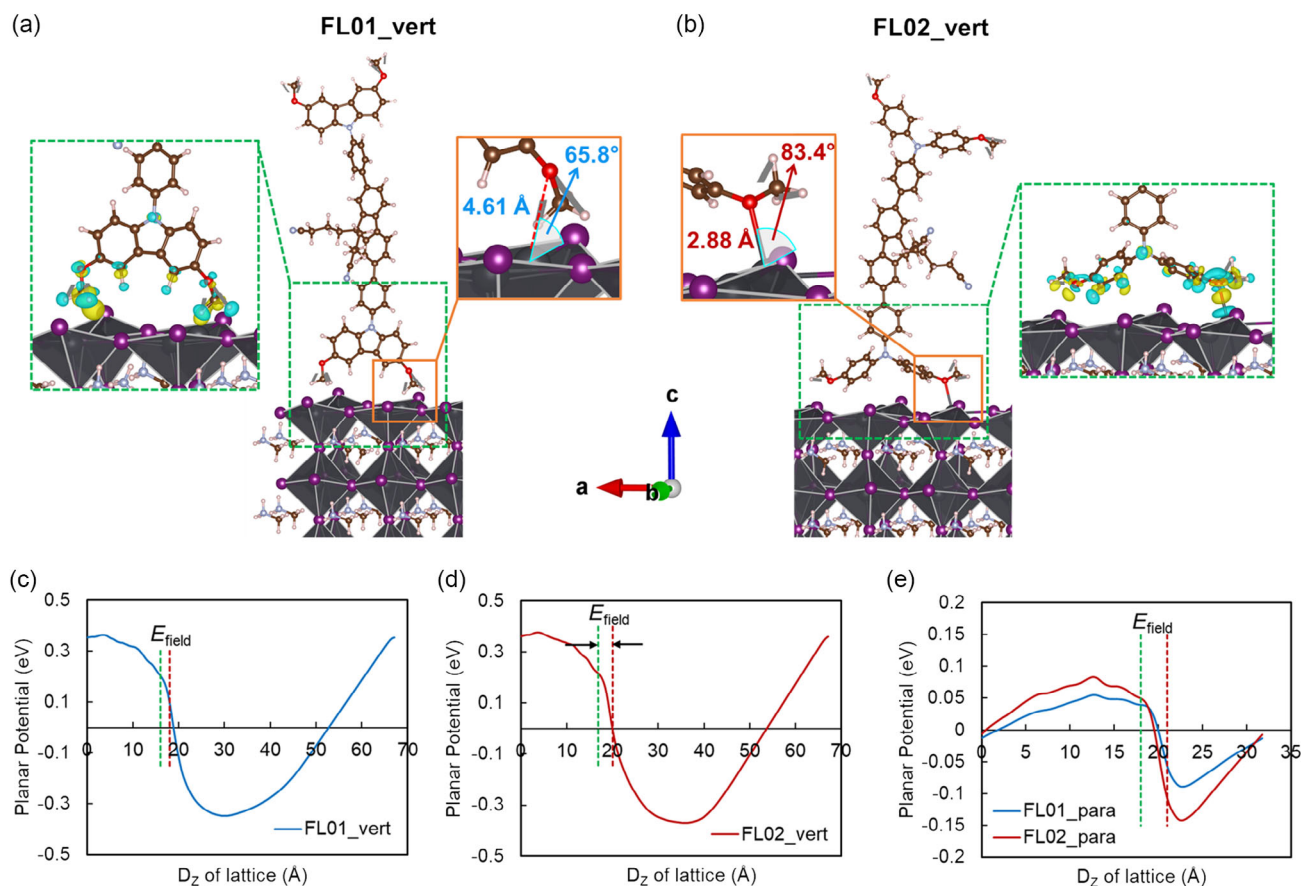 (a)
FL01_vert
(b)
FL02_vert
65.8°
4.61 Å
83.4°
2.88 Å
c
a
b
(c)
0.5
0.3
0.1
-0.1
-0.3
-0.5
Planar Potential (eV)
E_field
0 10 20 30 40 50 60 70
FL01_vert
D_Z of lattice (Å)
(d)
0.5
0.3
0.1
-0.1
-0.3
-0.5
Planar Potential (eV)
E_field
0 10 20 30 40 50 60 70
FL02_vert
D_Z of lattice (Å)
(e)
0.2
0.15
0.1
0.05
0
-0.05
-0.1
-0.15
-0.2
Planar Potential (eV)
E_field
0 5 10 15 20 25 30 35
FL01_para
FL02_para
D_Z of lattice (Å)